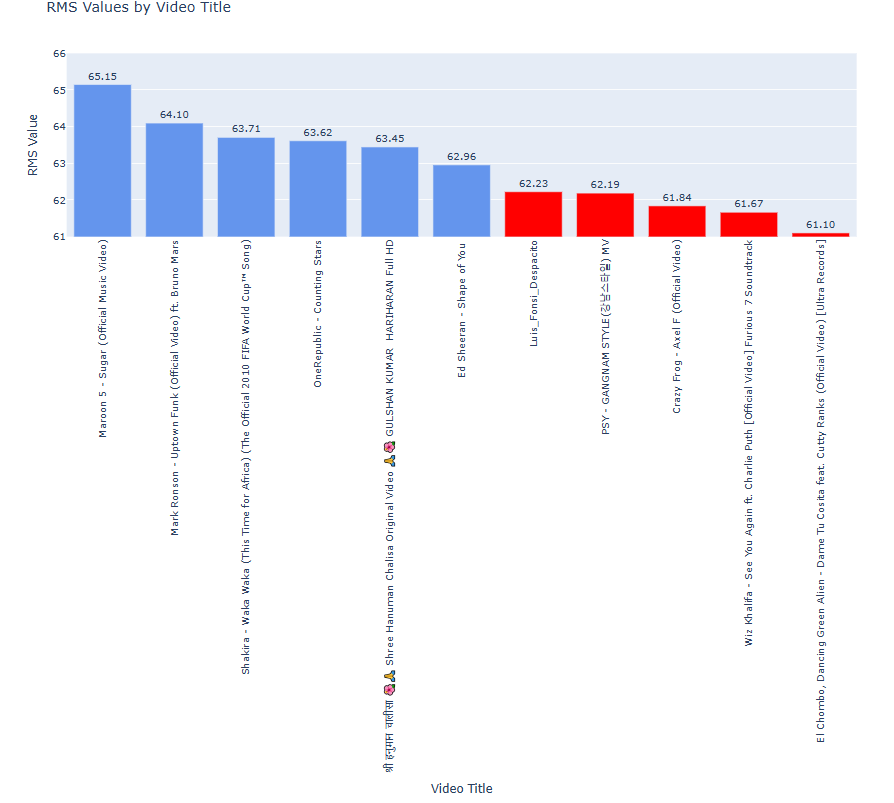 RMS Values by Video Title
RMS Value
66
65
64
63
62
61
65.15
64.10
63.71
63.62
63.45
62.96
62.23
62.19
61.84
61.67
61.10
Maroon 5 - Sugar (Official Music Video)
Mark Ronson - Uptown Funk (Official Video) ft. Bruno Mars
Shakira - Waka Waka (This Time for Africa) (The Official 2010 FIFA World Cup™ Song)
OneRepublic - Counting Stars
श्री हनुमान चालीसा 🌺🙏 Shree Hanuman Chalisa Original Video 🙏🌺 GULSHAN KUMAR HARIHARAN Full HD
Ed Sheeran - Shape of You
Luis_Fonsi_Despacito
PSY - GANGNAM STYLE(강남스타일) MV
Crazy Frog - Axel F (Official Video)
Wiz Khalifa - See You Again ft. Charlie Puth [Official Video] Furious 7 Soundtrack
El Chombo, Dancing Green Alien - Dame Tu Cosita feat. Cutty Ranks (Official Video) [Ultra Records]
Video Title